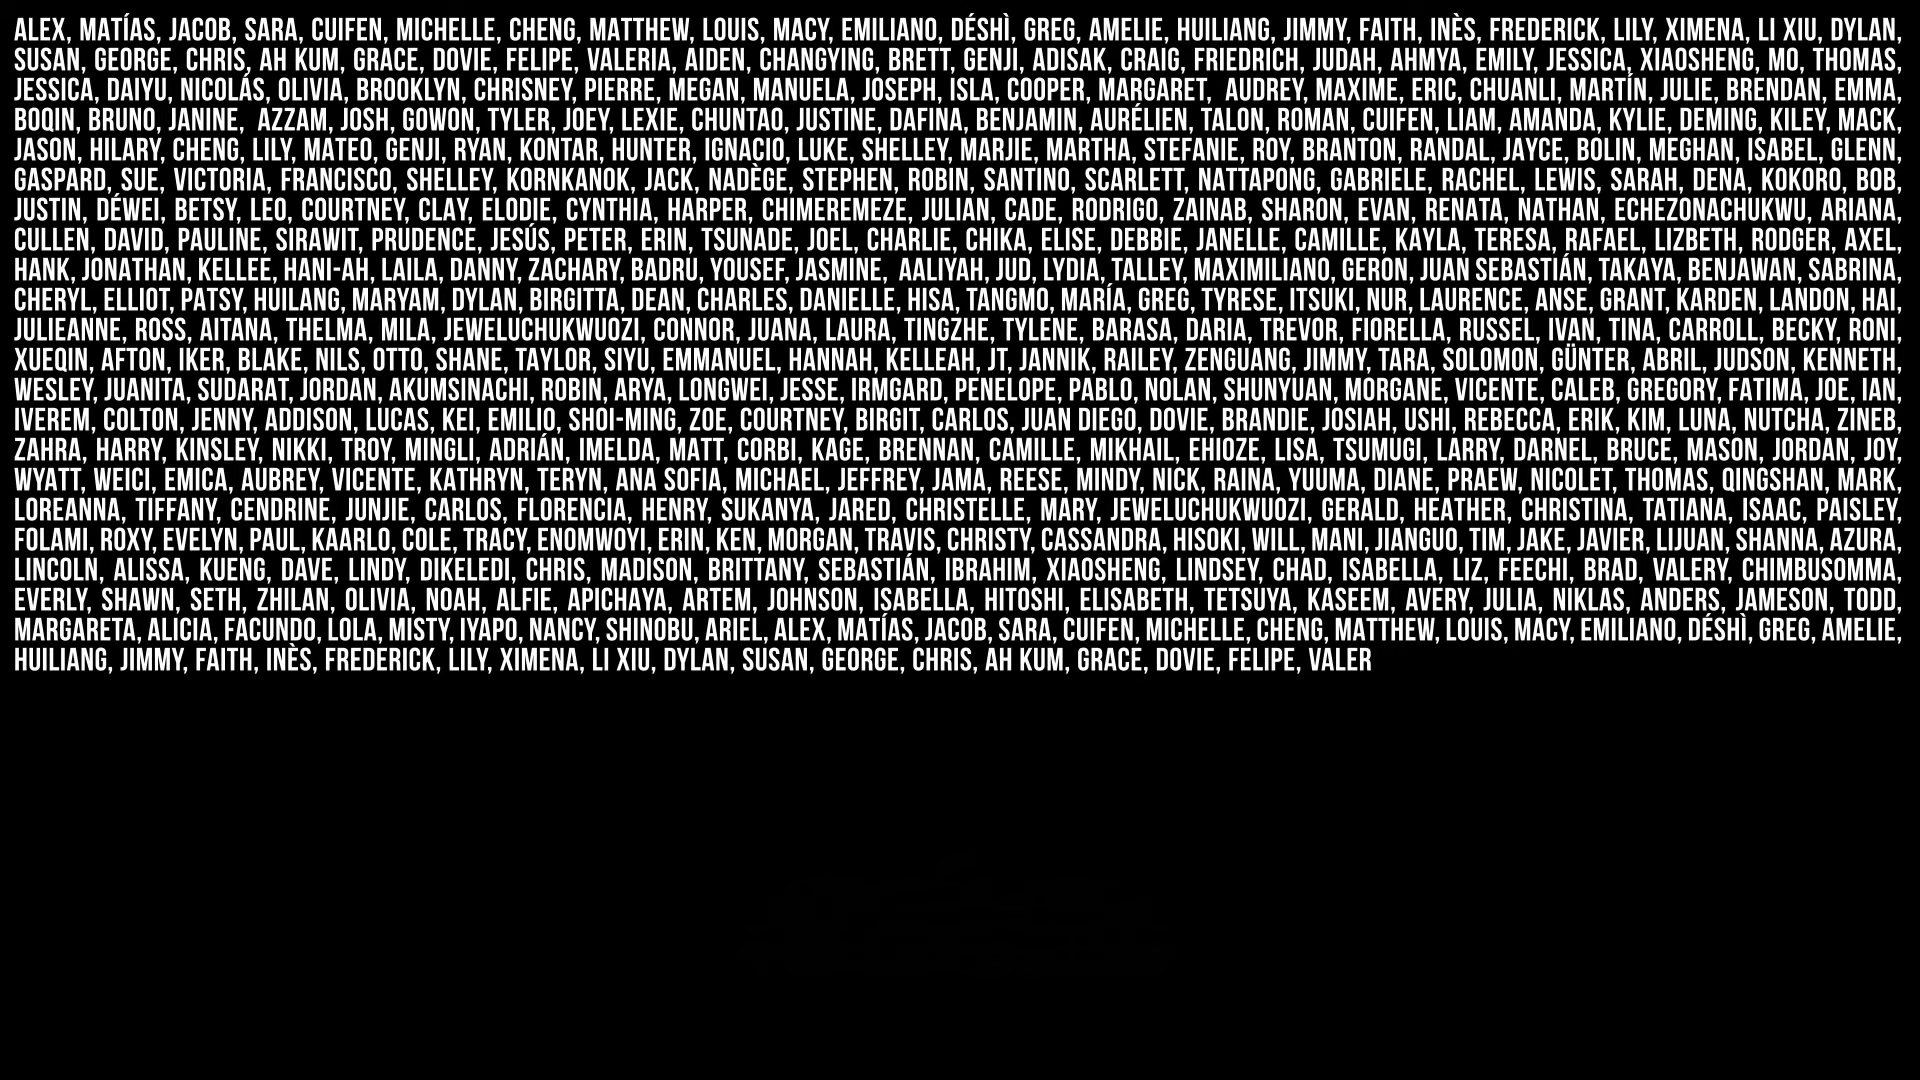 ALEX, MATÍAS, JACOB, SARA, CUIFEN, MICHELLE, CHENG, MATTHEW, LOUIS, MACY, EMILIANO, DÉSHÌ, GREG, AMELIE, HUILIANG, JIMMY, FAITH, INÈS, FREDERICK, LILY, XIMENA, LI XIU, DYLAN,
SUSAN, GEORGE, CHRIS, AH KUM, GRACE, DOVIE, FELIPE, VALERIA, AIDEN, CHANGYING, BRETT, GENJI, ADISAK, CRAIG, FRIEDRICH, JUDAH, AHMYA, EMILY, JESSICA, XIAOSHENG, MO, THOMAS,
JESSICA, DAIYU, NICOLÁS, OLIVIA, BROOKLYN, CHRISNEY, PIERRE, MEGAN, MANUELA, JOSEPH, ISLA, COOPER, MARGARET, AUDREY, MAXIME, ERIC, CHUANLI, MARTÍN, JULIE, BRENDAN, EMMA,
BOQIN, BRUNO, JANINE, AZZAM, JOSH, GOWON, TYLER, JOEY, LEXIE, CHUNTAO, JUSTINE, DAFINA, BENJAMIN, AURÉLIEN, TALON, ROMAN, CUIFEN, LIAM, AMANDA, KYLIE, DEMING, KILEY, MACK,
JASON, HILARY, CHENG, LILY, MATEO, GENJI, RYAN, KONTAR, HUNTER, IGNACIO, LUKE, SHELLEY, MARJIE, MARTHA, STEFANIE, ROY, BRANTON, RANDAL, JAYCE, BOLIN, MEGHAN, ISABEL, GLENN,
GASPARD, SUE, VICTORIA, FRANCISCO, SHELLEY, KORNKANOK, JACK, NADÈGE, STEPHEN, ROBIN, SANTINO, SCARLETT, NATTAPONG, GABRIELE, RACHEL, LEWIS, SARAH, DENA, KOKORO, BOB,
JUSTIN, DÉWEI, BETSY, LEO, COURTNEY, CLAY, ELODIE, CYNTHIA, HARPER, CHIMEREMEZE, JULIAN, CADE, RODRIGO, ZAINAB, SHARON, EVAN, RENATA, NATHAN, ECHEZONACHUKWU, ARIANA,
CULLEN, DAVID, PAULINE, SIRAWIT, PRUDENCE, JESÚS, PETER, ERIN, TSUNADE, JOEL, CHARLIE, CHIKA, ELISE, DEBBIE, JANELLE, CAMILLE, KAYLA, TERESA, RAFAEL, LIZBETH, RODGER, AXEL,
HANK, JONATHAN, KELLEE, HANI-AH, LAILA, DANNY, ZACHARY, BADRU, YOUSEF, JASMINE, AALIYAH, JUD, LYDIA, TALLEY, MAXIMILIANO, GERON, JUAN SEBASTIÁN, TAKAYA, BENJAWAN, SABRINA,
CHERYL, ELLIOT, PATSY, HUILANG, MARYAM, DYLAN, BIRGITTA, DEAN, CHARLES, DANIELLE, HISA, TANGMO, MARÍA, GREG, TYRESE, ITSUKI, NUR, LAURENCE, ANSE, GRANT, KARDEN, LANDON, HAI,
JULIEANNE, ROSS, AITANA, THELMA, MILA, JEWELUCHUKWUOZI, CONNOR, JUANA, LAURA, TINGZHE, TYLENE, BARASA, DARIA, TREVOR, FIORELLA, RUSSEL, IVAN, TINA, CARROLL, BECKY, RONI,
XUEQIN, AFTON, IKER, BLAKE, NILS, OTTO, SHANE, TAYLOR, SIYU, EMMANUEL, HANNAH, KELLEAH, JT, JANNIK, RAILEY, ZENGUANG, JIMMY, TARA, SOLOMON, GÜNTER, ABRIL, JUDSON, KENNETH,
WESLEY, JUANITA, SUDARAT, JORDAN, AKUMSINACHI, ROBIN, ARYA, LONGWEI, JESSE, IRMGARD, PENELOPE, PABLO, NOLAN, SHUNYUAN, MORGANE, VICENTE, CALEB, GREGORY, FATIMA, JOE, IAN,
IVEREM, COLTON, JENNY, ADDISON, LUCAS, KEI, EMILIO, SHOI-MING, ZOE, COURTNEY, BIRGIT, CARLOS, JUAN DIEGO, DOVIE, BRANDIE, JOSIAH, USHI, REBECCA, ERIK, KIM, LUNA, NUTCHA, ZINEB,
ZAHRA, HARRY, KINSLEY, NIKKI, TROY, MINGLI, ADRIÁN, IMELDA, MATT, CORBI, KAGE, BRENNAN, CAMILLE, MIKHAIL, EHIOZE, LISA, TSUMUGI, LARRY, DARNEL, BRUCE, MASON, JORDAN, JOY,
WYATT, WEICI, EMICA, AUBREY, VICENTE, KATHRYN, TERYN, ANA SOFIA, MICHAEL, JEFFREY, JAMA, REESE, MINDY, NICK, RAINA, YUUMA, DIANE, PRAEW, NICOLET, THOMAS, QINGSHAN, MARK,
LOREANNA, TIFFANY, CENDRINE, JUNJIE, CARLOS, FLORENCIA, HENRY, SUKANYA, JARED, CHRISTELLE, MARY, JEWELUCHUKWUOZI, GERALD, HEATHER, CHRISTINA, TATIANA, ISAAC, PAISLEY,
FOLAMI, ROXY, EVELYN, PAUL, KAARLO, COLE, TRACY, ENOMWOYI, ERIN, KEN, MORGAN, TRAVIS, CHRISTY, CASSANDRA, HISOKI, WILL, MANI, JIANGUO, TIM, JAKE, JAVIER, LIJUAN, SHANNA, AZURA,
LINCOLN, ALISSA, KUENG, DAVE, LINDY, DIKELEDI, CHRIS, MADISON, BRITTANY, SEBASTIÁN, IBRAHIM, XIAOSHENG, LINDSEY, CHAD, ISABELLA, LIZ, FEECHI, BRAD, VALERY, CHIMBUSOMMA,
EVERLY, SHAWN, SETH, ZHILAN, OLIVIA, NOAH, ALFIE, APICHAYA, ARTEM, JOHNSON, ISABELLA, HITOSHI, ELISABETH, TETSUYA, KASEEM, AVERY, JULIA, NIKLAS, ANDERS, JAMESON, TODD,
MARGARETA, ALICIA, FACUNDO, LOLA, MISTY, IYAPO, NANCY, SHINOBU, ARIEL, ALEX, MATÍAS, JACOB, SARA, CUIFEN, MICHELLE, CHENG, MATTHEW, LOUIS, MACY, EMILIANO, DÉSHÌ, GREG, AMELIE,
HUILIANG, JIMMY, FAITH, INÈS, FREDERICK, LILY, XIMENA, LI XIU, DYLAN, SUSAN, GEORGE, CHRIS, AH KUM, GRACE, DOVIE, FELIPE, VALER